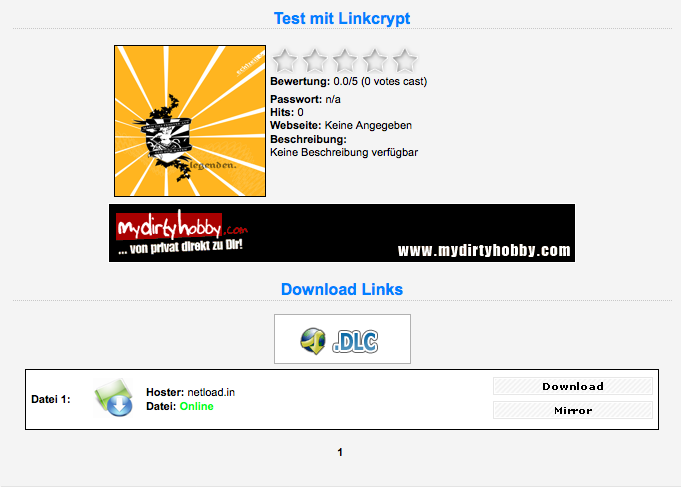 Test mit Linkcrypt
Bewertung: 0.0/5 (0 votes cast)
Passwort: n/a
Hits: 0
Webseite: Keine Angegeben
Beschreibung:
Keine Beschreibung verfügbar
legenden.
mydirtyhobby.com
... von privat direkt zu Dir!
www.mydirtyhobby.com
Download Links
.DLC
Datei 1:
Hoster: netload.in
Datei: Online
Download
Mirror
1